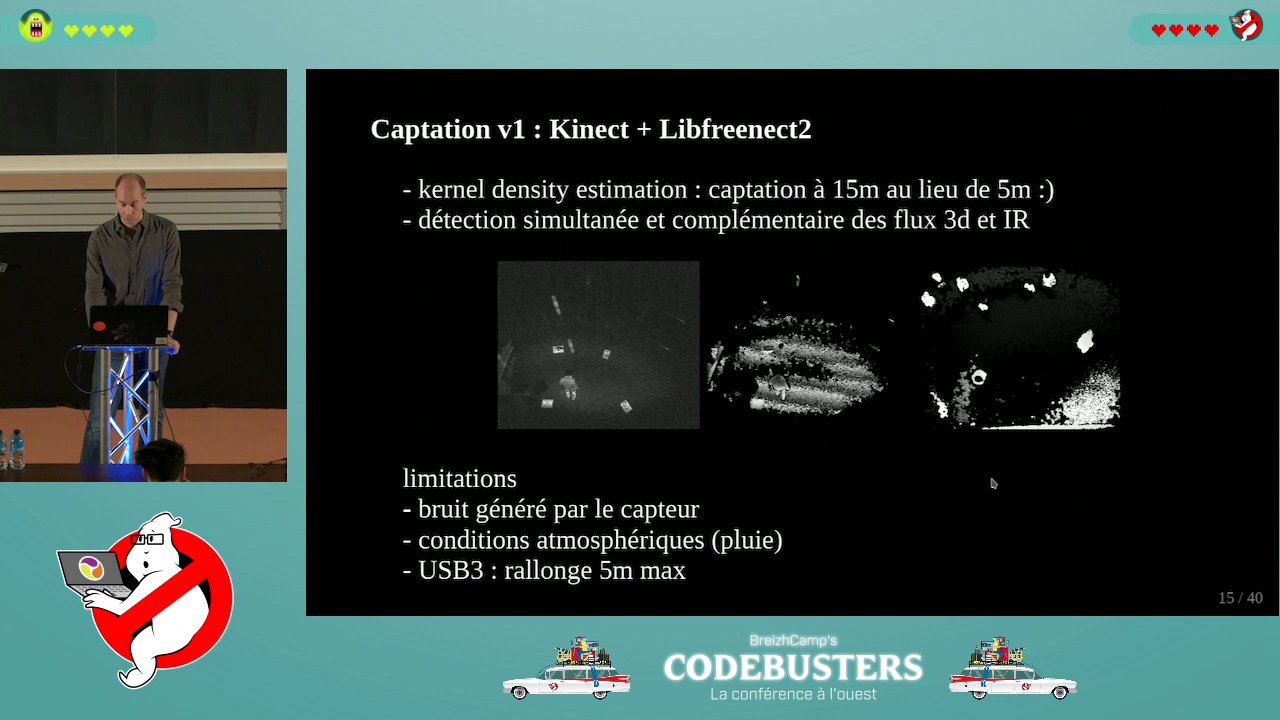 Captation v1 : Kinect + Libfreenect2
- kernel density estimation : captation à 15m au lieu de 5m :)
- détection simultanée et complémentaire des flux 3d et IR
limitations
- bruit généré par le capteur
- conditions atmosphériques (pluie)
- USB3 : rallonge 5m max
15 / 40
BreizhCamp's
CODEBUSTERS
La conférence à l'ouest